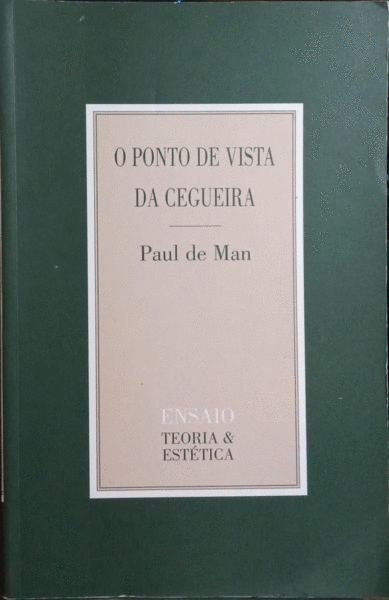 O PONTO DE VISTA
DA CEGUEIRA
Paul de Man
ENSAIO
TEORIA &
ESTÉTICA